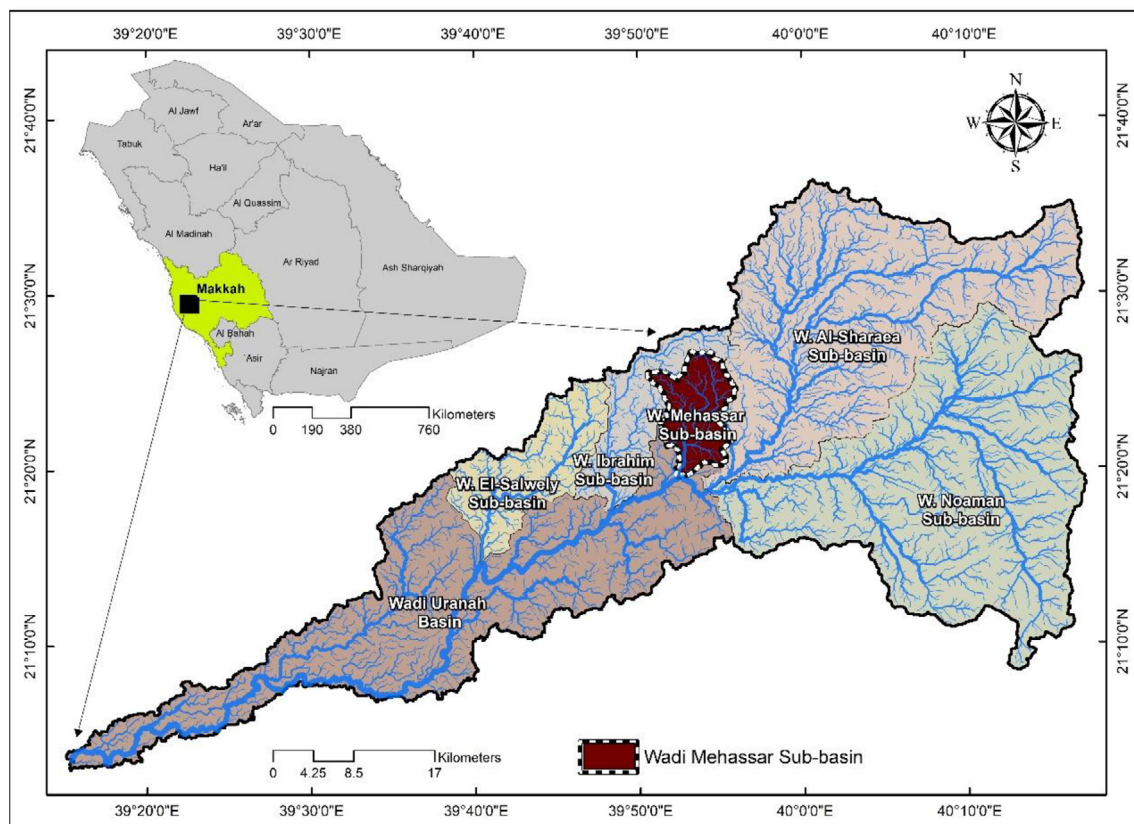 39°20'0"E 39°30'0"E 39°40'0"E 39°50'0"E 40°0'0"E 40°10'0"E
21°40'0"N
21°30'0"N
21°20'0"N
21°10'0"N
21°40'0"N
21°30'0"N
21°20'0"N
21°10'0"N
N
W E
S
Al Jawf
Ar'ar
Tabuk
Ha'il
Al Quassim
Al Madinah
Ar Riyad
Ash Sharqiyah
Makkah
Al Bahah
'Asir
Najran
Kilometers
0 190 380 760
W. Al-Sharaea
Sub-basin
W. Mehassar
Sub-basin
W. Ibrahim
Sub-basin
W. El-Salwely
Sub-basin
W. Noaman
Sub-basin
Wadi Uranah
Basin
Kilometers
0 4.25 8.5 17
Wadi Mehassar Sub-basin
39°20'0"E 39°30'0"E 39°40'0"E 39°50'0"E 40°0'0"E 40°10'0"E